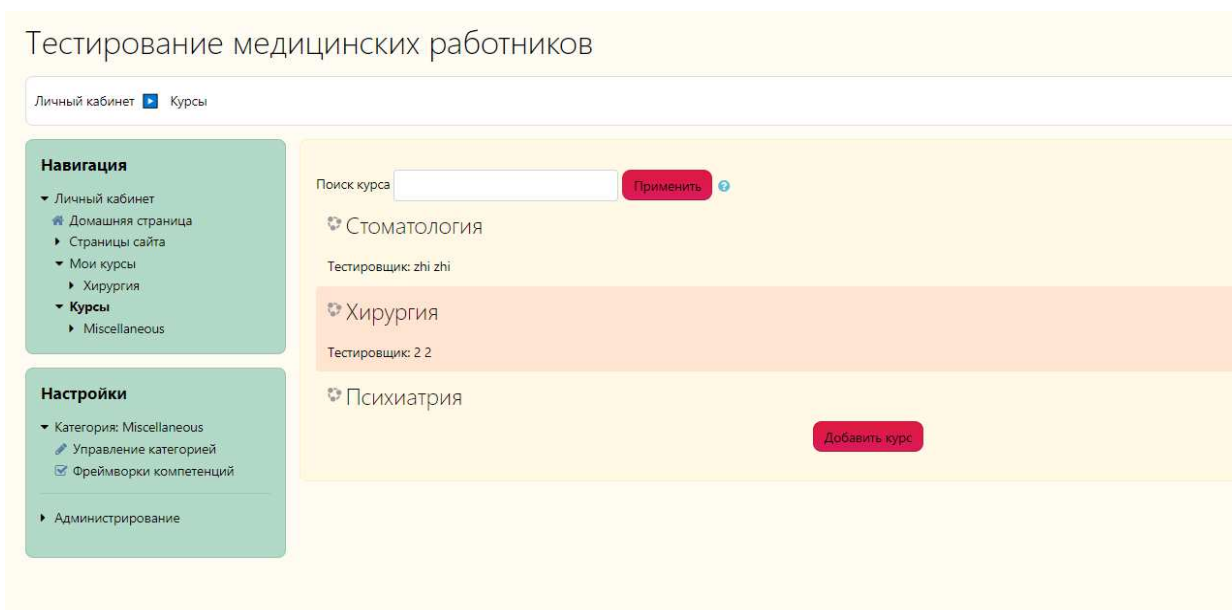 Тестирование медицинских работников
Личный кабинет Курсы
Навигация
Личный кабинет
Домашняя страница
Страницы сайта
Мои курсы
Хирургия
Курсы
Miscellaneous
Настройки
Категория: Miscellaneous
Управление категорией
Фреймворки компетенций
Администрирование
Поиск курса Применить ?
Стоматология
Тестировщик: zhi zhi
Хирургия
Тестировщик: 2 2
Психиатрия
Добавить курс